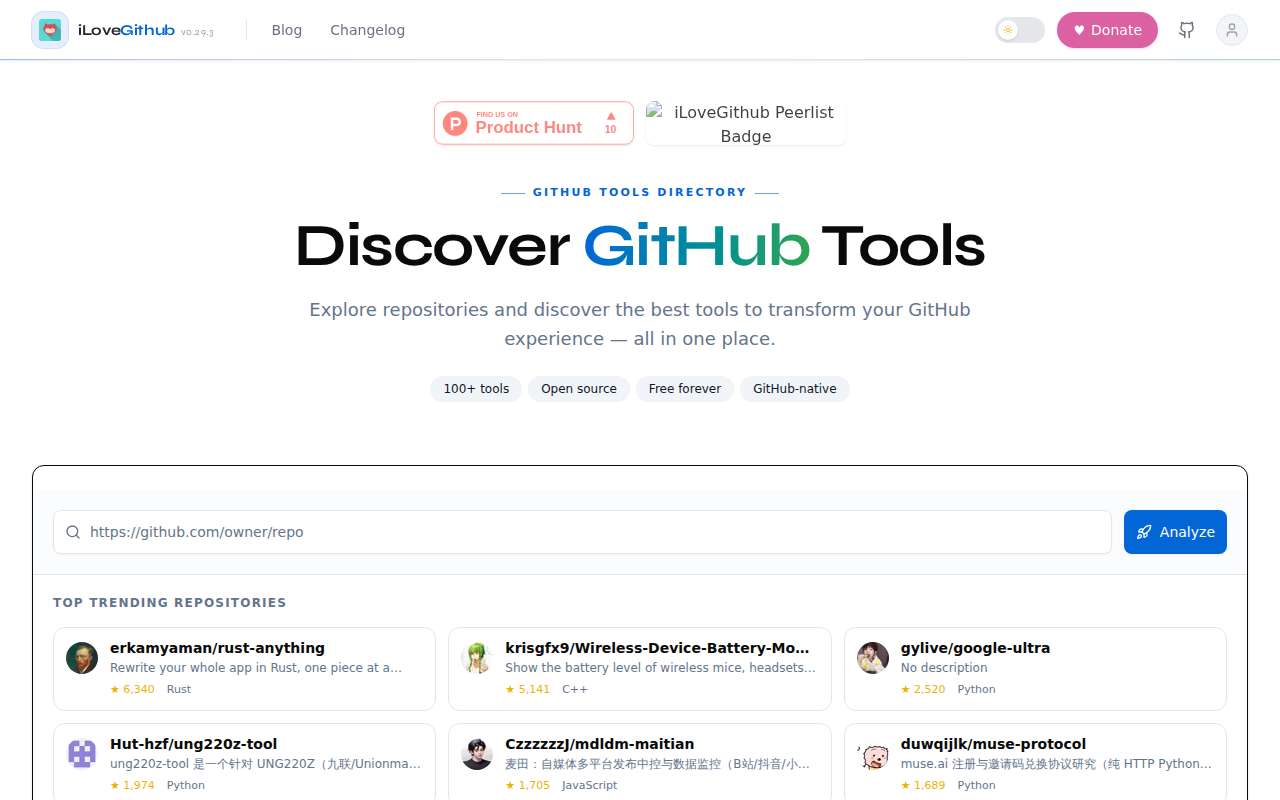 iLoveGithub v0.29.3
Blog
Changelog
Donate
FIND US ON
Product Hunt
10
iLoveGithub Peerlist
Badge
GITHUB TOOLS DIRECTORY
Discover GitHub Tools
Explore repositories and discover the best tools to transform your GitHub
experience — all in one place.
100+ tools
Open source
Free forever
GitHub-native
https://github.com/owner/repo
Analyze
TOP TRENDING REPOSITORIES
erkamyaman/rust-anything
Rewrite your whole app in Rust, one piece at a...
★ 6,340 Rust
krisgfx9/Wireless-Device-Battery-Mo...
Show the battery level of wireless mice, headsets...
★ 5,141 C++
gylive/google-ultra
No description
★ 2,520 Python
Hut-hzf/ung220z-tool
ung220z-tool 是一个针对 UNG220Z（九联/Unionma...
★ 1,974 Python
CzzzzzzJ/mdldm-maitian
麦田：自媒体多平台发布中控与数据监控（B站/抖音/小...
★ 1,705 JavaScript
duwqijlk/muse-protocol
muse.ai 注册与邀请码兑换协议研究（纯 HTTP Python...
★ 1,689 Python